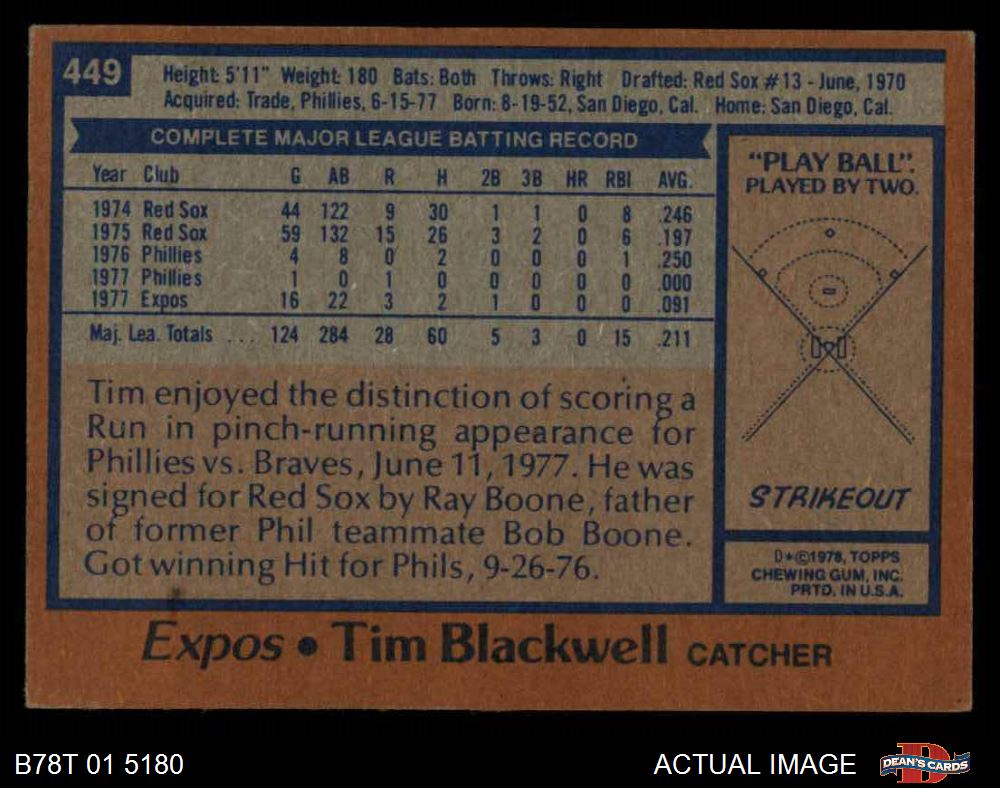 449
Height: 5'11" Weight: 180 Bats: Both Throws: Right Drafted: Red Sox #13 - June, 1970
Acquired: Trade, Phillies, 6-15-77 Born: 8-19-52, San Diego, Cal. Home: San Diego, Cal.
COMPLETE MAJOR LEAGUE BATTING RECORD
Year Club G AB R H 2B 3B HR RBI AVG.
1974 Red Sox 44 122 9 30 1 1 0 8 .246
1975 Red Sox 59 132 15 26 3 2 0 6 .197
1976 Phillies 4 8 0 2 0 0 0 1 .250
1977 Phillies 1 0 1 0 0 0 0 0 .000
1977 Expos 16 22 3 2 1 0 0 0 .091
Maj. Lea. Totals ... 124 284 28 60 5 3 0 15 .211
Tim enjoyed the distinction of scoring a
Run in pinch-running appearance for
Phillies vs. Braves, June 11, 1977. He was
signed for Red Sox by Ray Boone, father
of former Phil teammate Bob Boone.
Got winning Hit for Phils, 9-26-76.
"PLAY BALL".
PLAYED BY TWO.
STRIKEOUT
D*©1978, TOPPS
CHEWING GUM, INC.
PRTD. IN U.S.A.
Expos • Tim Blackwell CATCHER
B78T 01 5180
ACTUAL IMAGE
DEAN'S CARDS